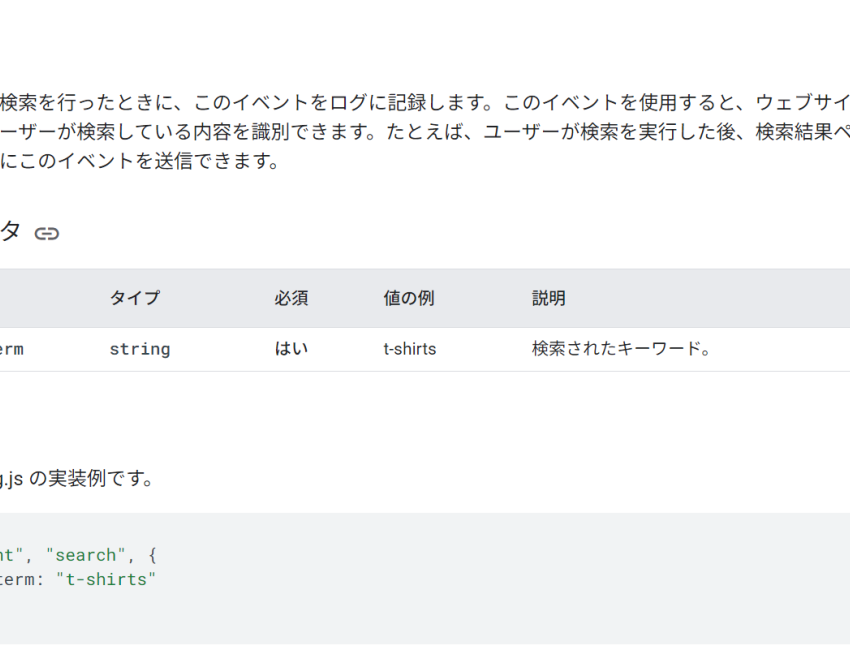 検索を行ったときに、このイベントをログに記録します。このイベントを使用すると、ウェブサイ
ーザーが検索している内容を識別できます。たとえば、ユーザーが検索を実行した後、検索結果ペ
にこのイベントを送信できます。
タ
タイプ 必須 値の例 説明
erm string はい t-shirts 検索されたキーワード。
g.js の実装例です。
nt", "search", {
term: "t-shirts"